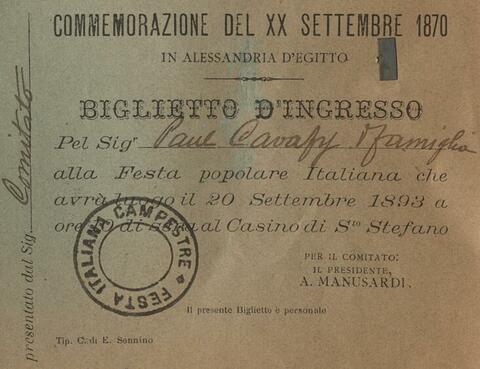 COMMEMORAZIONE DEL XX SETTEMBRE 1870
IN ALESSANDRIA D'EGITTO
BIGLIETTO D'INGRESSO
Pel Sigr Paul Cavafy & famiglia
alla Festa popolare Italiana che
avrà luogo il 20 Settembre 1893 a
ore di sera al Casino di Sto Stefano
PER IL COMITATO:
IL PRESIDENTE,
A. MANUSARDI.
Il presente Biglietto è personale
Tip. C. di E. Sonnino
presentato dal Sig. Comitato
FESTA ITALIANA CAMPESTRE